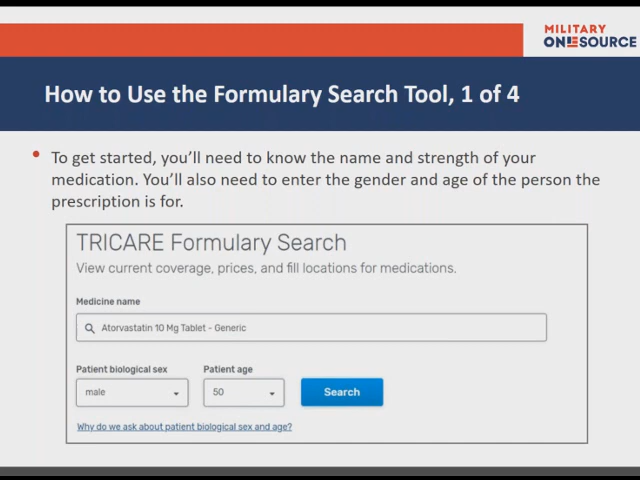 MILITARY
ONESOURCE
How to Use the Formulary Search Tool, 1 of 4
• To get started, you'll need to know the name and strength of your
medication. You'll also need to enter the gender and age of the person the
prescription is for.
TRICARE Formulary Search
View current coverage, prices, and fill locations for medications.
Medicine name
Atorvastatin 10 Mg Tablet - Generic
Patient biological sex Patient age
male 50 Search
Why do we ask about patient biological sex and age?